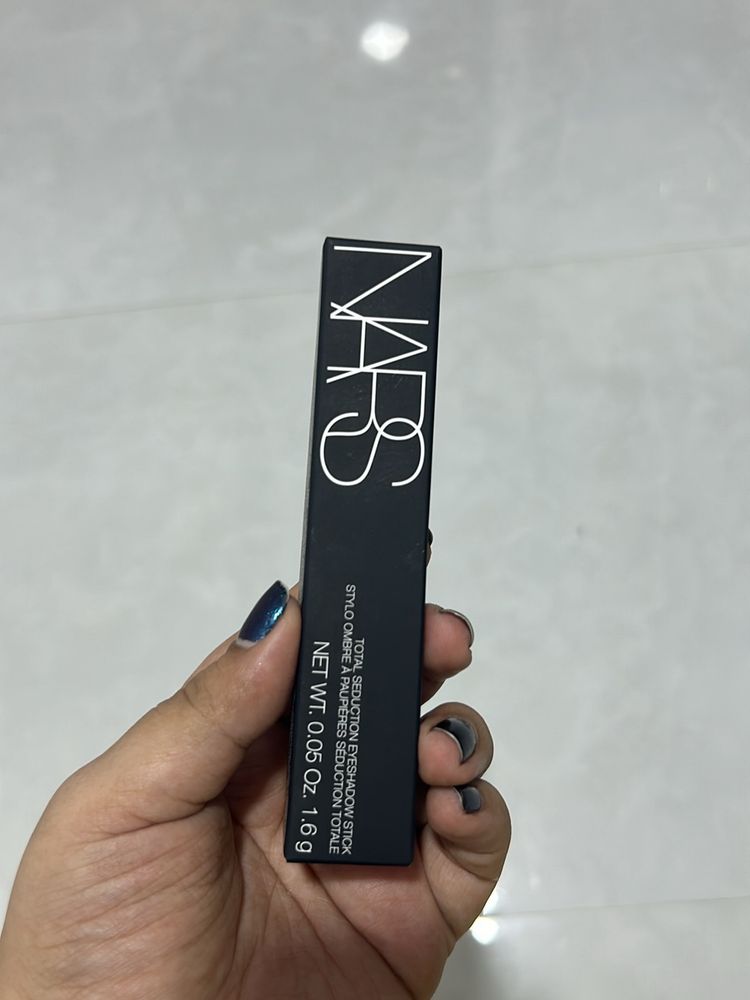 NARS
TOTAL SEDUCTION EYESHADOW STICK
STYLO OMBRE À PAUPIÈRES SÉDUCTION TOTALE
NET WT. 0.05 Oz. 1.6 g